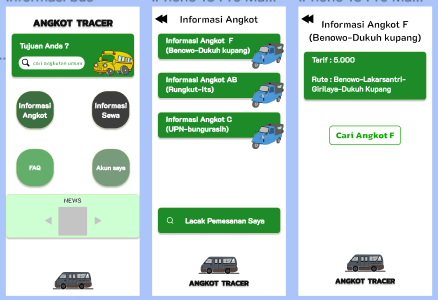 ANGKOT TRACER
Tujuan Anda ?
Cari angkutan umum
Informasi
Angkot
Informasi
Sewa
FAQ
Akun saya
NEWS
Informasi Angkot
Informasi Angkot F
(Benowo-Dukuh kupang)
Informasi Angkot AB
(Rungkut-Its)
Informasi Angkot C
(UPN-bungurasih)
Lacak Pemesanan Saya
ANGKOT TRACER
Informasi Angkot F
(Benowo-Dukuh kupang)
Tarif : 5.000
Rute : Benowo-Lakarsantri-
Girilaya-Dukuh Kupang
Cari Angkot F
ANGKOT TRACER